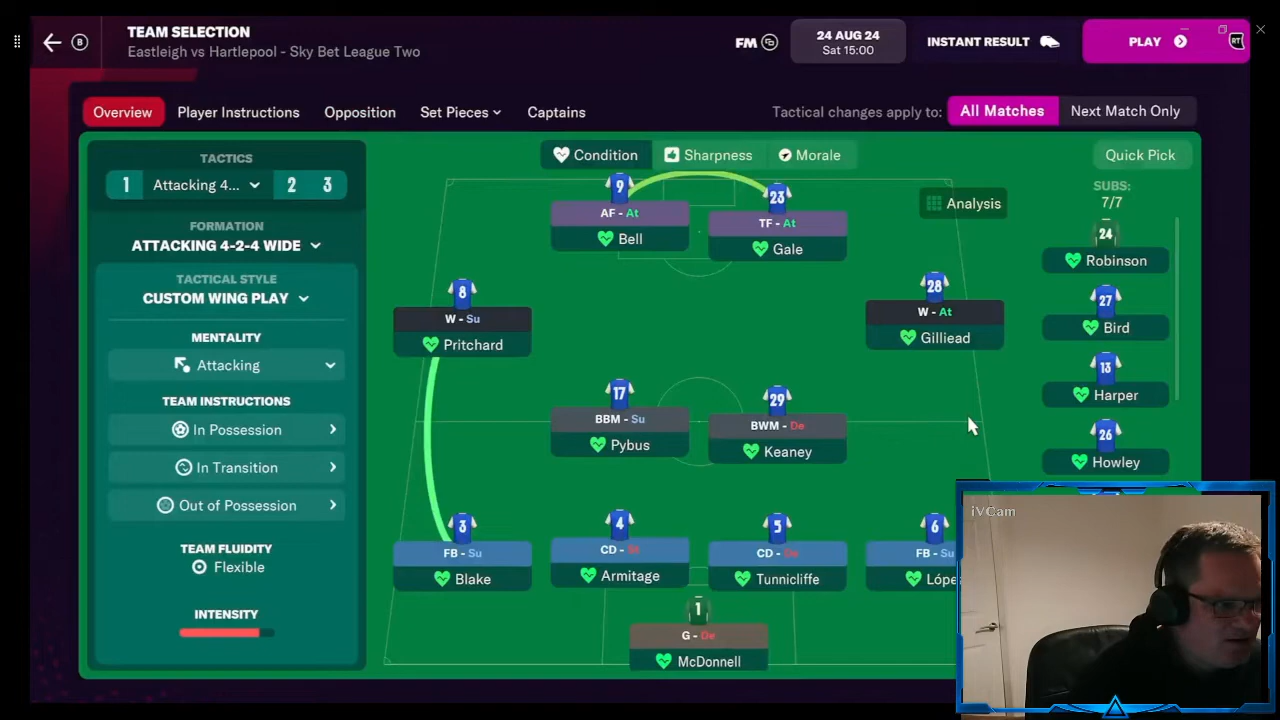 B
TEAM SELECTION
Eastleigh vs Hartlepool - Sky Bet League Two
FM
24 AUG 24
Sat 15:00
INSTANT RESULT
PLAY
RT
Overview
Player Instructions
Opposition
Set Pieces
Captains
Tactical changes apply to:
All Matches
Next Match Only
TACTICS
1
Attacking 4...
2
3
FORMATION
ATTACKING 4-2-4 WIDE
TACTICAL STYLE
CUSTOM WING PLAY
MENTALITY
Attacking
TEAM INSTRUCTIONS
In Possession
In Transition
Out of Possession
TEAM FLUIDITY
Flexible
INTENSITY
Condition
Sharpness
Morale
Quick Pick
Analysis
9
AF - At
Bell
23
TF - At
Gale
8
W - Su
Pritchard
28
W - At
Gilliead
17
BBM - Su
Pybus
29
BWM - De
Keaney
3
FB - Su
Blake
4
CD -
Armitage
5
CD - De
Tunnicliffe
6
FB - Su
Lópe
1
G - De
McDonnell
SUBS:
7/7
24
Robinson
27
Bird
13
Harper
26
Howley
iVCam